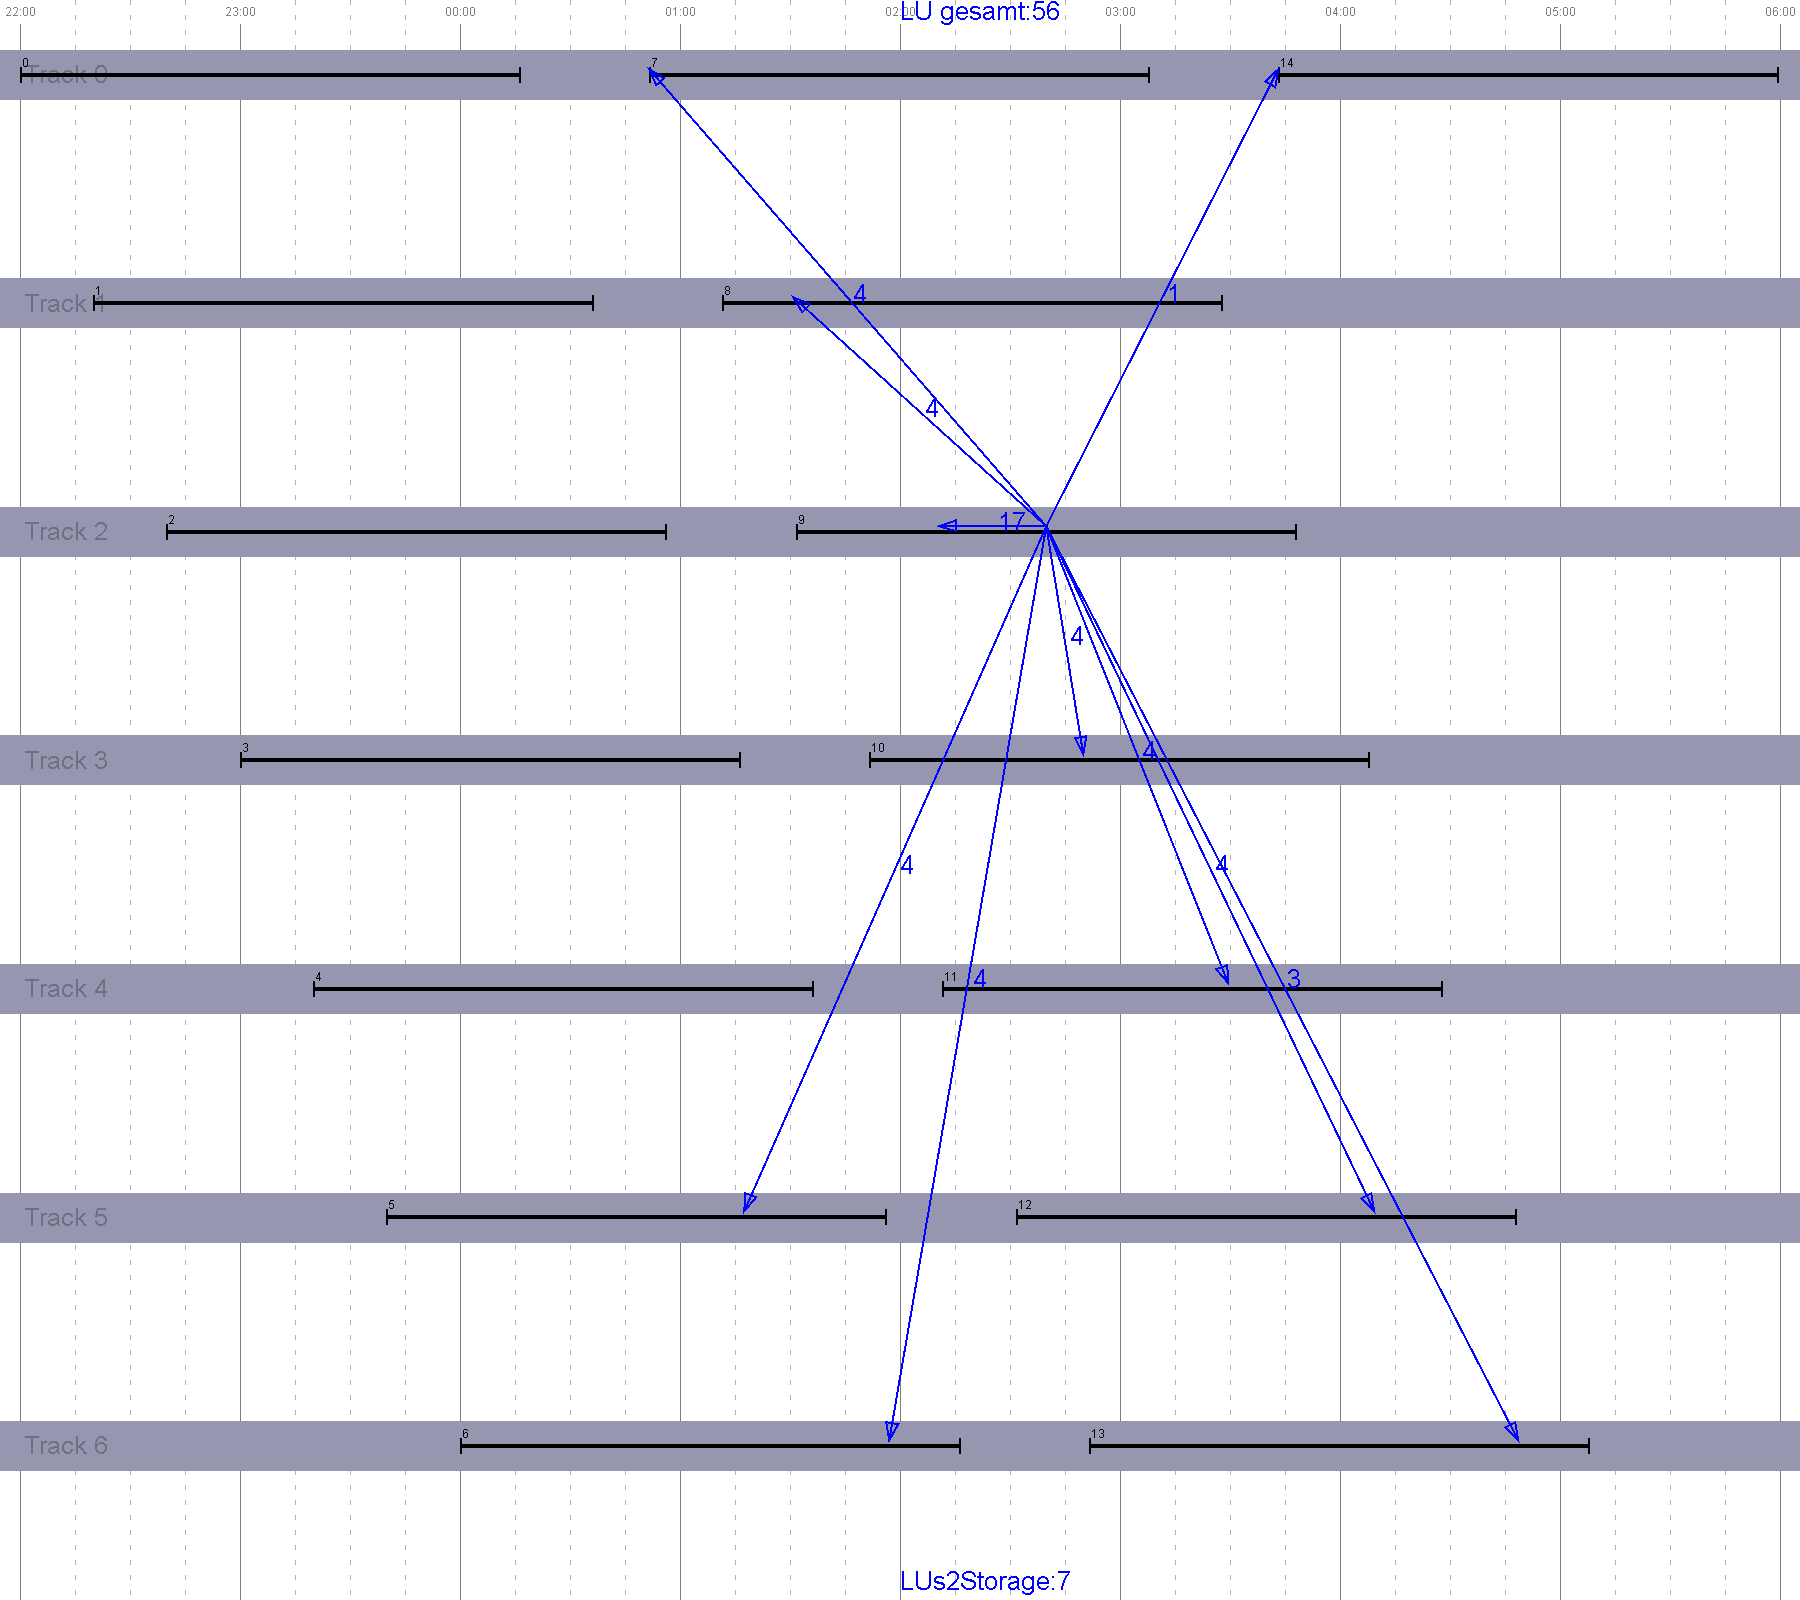 22:00 23:00 00:00 01:00 02:00 03:00 04:00 05:00 06:00
LU gesamt:56
Track 0 0 7 14
Track 1 1 8 4 1
4
Track 2 2 9 17
4
Track 3 3 10 4
4 4
Track 4 4 11 4 3
Track 5 5 12
Track 6 6 13
LUs2Storage:7